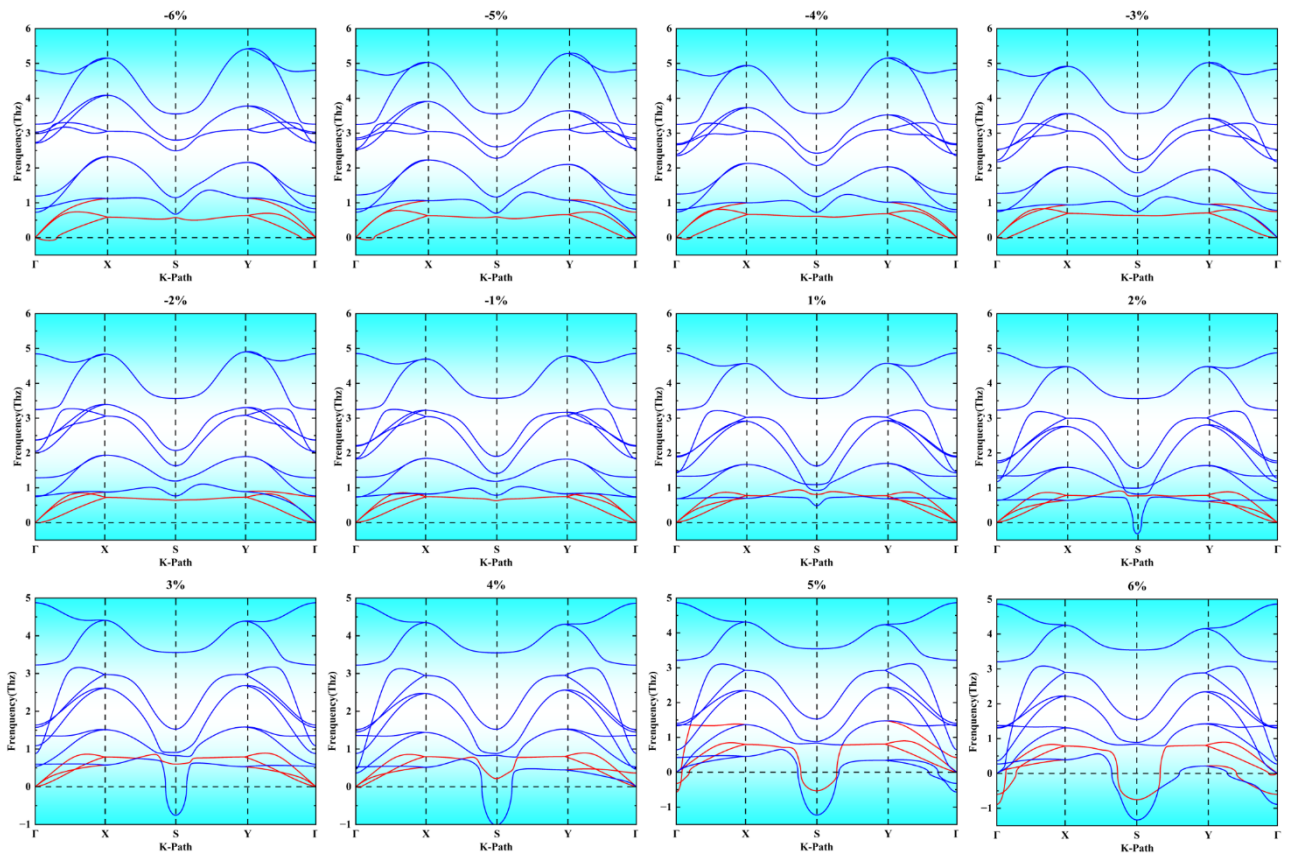 -6%
-5%
-4%
-3%
Frenquency(Thz)
6
5
4
3
2
1
0
Γ X S Y Γ
K-Path
Frenquency(Thz)
6
5
4
3
2
1
0
Γ X S Y Γ
K-Path
Frenquency(Thz)
6
5
4
3
2
1
0
Γ X S Y Γ
K-Path
Frenquency(Thz)
6
5
4
3
2
1
0
Γ X S Y Γ
K-Path
-2%
-1%
1%
2%
Frenquency(Thz)
6
5
4
3
2
1
0
Γ X S Y Γ
K-Path
Frenquency(Thz)
6
5
4
3
2
1
0
Γ X S Y Γ
K-Path
Frenquency(Thz)
6
5
4
3
2
1
0
Γ X S Y Γ
K-Path
Frenquency(Thz)
6
5
4
3
2
1
0
Γ X S Y Γ
K-Path
3%
4%
5%
6%
Frenquency(Thz)
5
4
3
2
1
0
−1
Γ X S Y Γ
K-Path
Frenquency(Thz)
5
4
3
2
1
0
−1
Γ X S Y Γ
K-Path
Frenquency(Thz)
5
4
3
2
1
0
−1
Γ X S Y Γ
K-Path
Frenquency(Thz)
5
4
3
2
1
0
−1
Γ X S Y Γ
K-Path